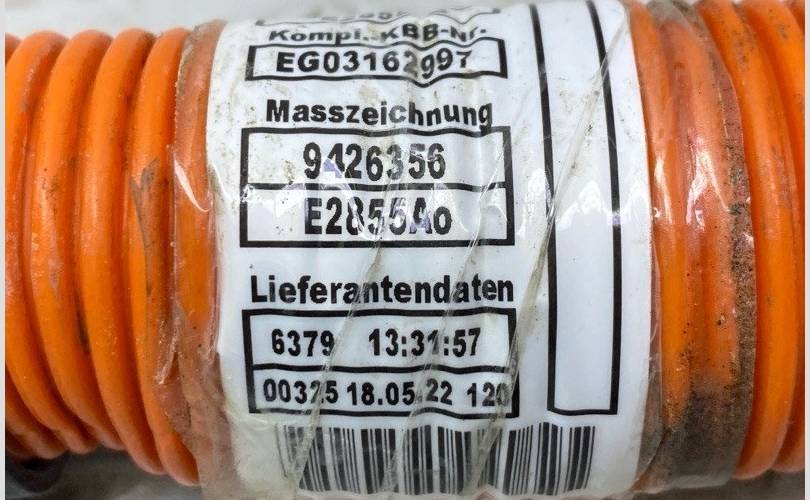 Kompl.-KBB-Nr.
EG03162997
Masszeichnung
9426356
E2855Ao
Lieferantendaten
6379 13:31:57
00325 18.05.22 120